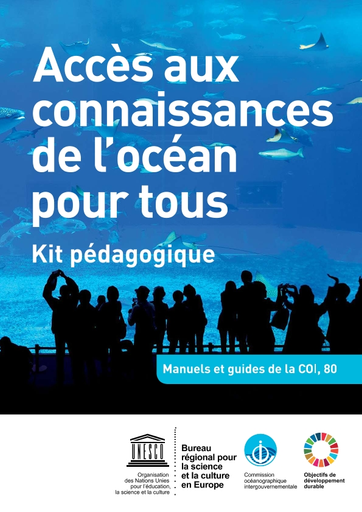 Accès aux
connaissances
de l'océan
pour tous
Kit pédagogique
Manuels et guides de la COI, 80
UNESCO
Organisation
des Nations Unies
pour l'éducation,
la science et la culture
Bureau
régional pour
la science
et la culture
en Europe
Commission
océanographique
intergouvernementale
Objectifs de
développement
durable